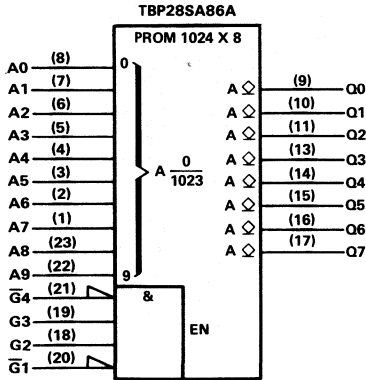 TBP28SA86A
PROM 1024 X 8
A0 (8) 0
A1 (7)
A2 (6)
A3 (5)
A4 (4)
A5 (3)
A6 (2)
A7 (1)
A8 (23)
A9 (22) 9
A 0/1023
A (9) Q0
A (10) Q1
A (11) Q2
A (13) Q3
A (14) Q4
A (15) Q5
A (16) Q6
A (17) Q7
G̅4 (21) &
G3 (19)
G2 (18)
G̅1 (20)
EN